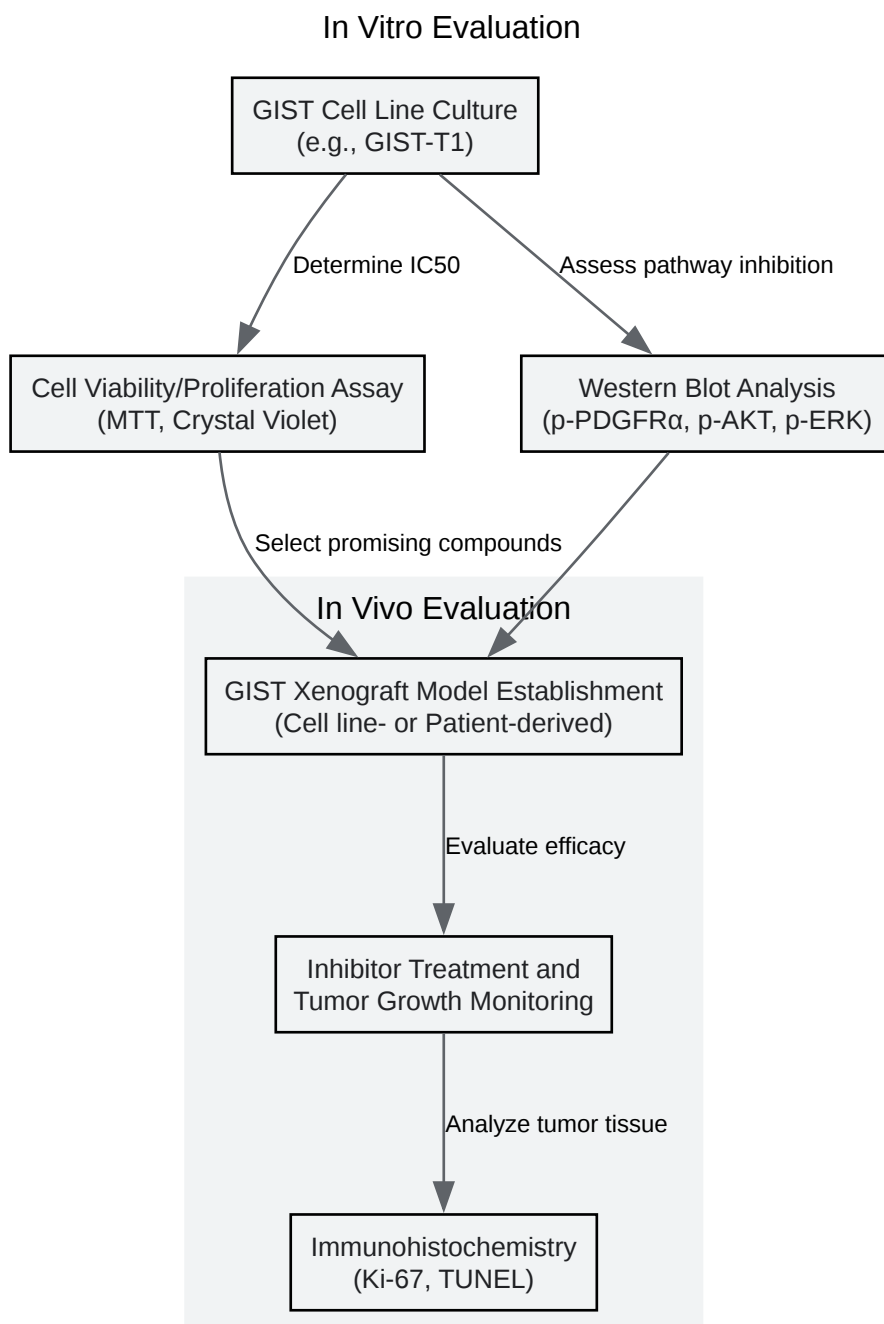 In Vitro Evaluation
GIST Cell Line Culture
(e.g., GIST-T1)
Determine IC50
Assess pathway inhibition
Cell Viability/Proliferation Assay
(MTT, Crystal Violet)
Western Blot Analysis
(p-PDGFRα, p-AKT, p-ERK)
Select promising compounds
In Vivo Evaluation
GIST Xenograft Model Establishment
(Cell line- or Patient-derived)
Evaluate efficacy
Inhibitor Treatment and
Tumor Growth Monitoring
Analyze tumor tissue
Immunohistochemistry
(Ki-67, TUNEL)